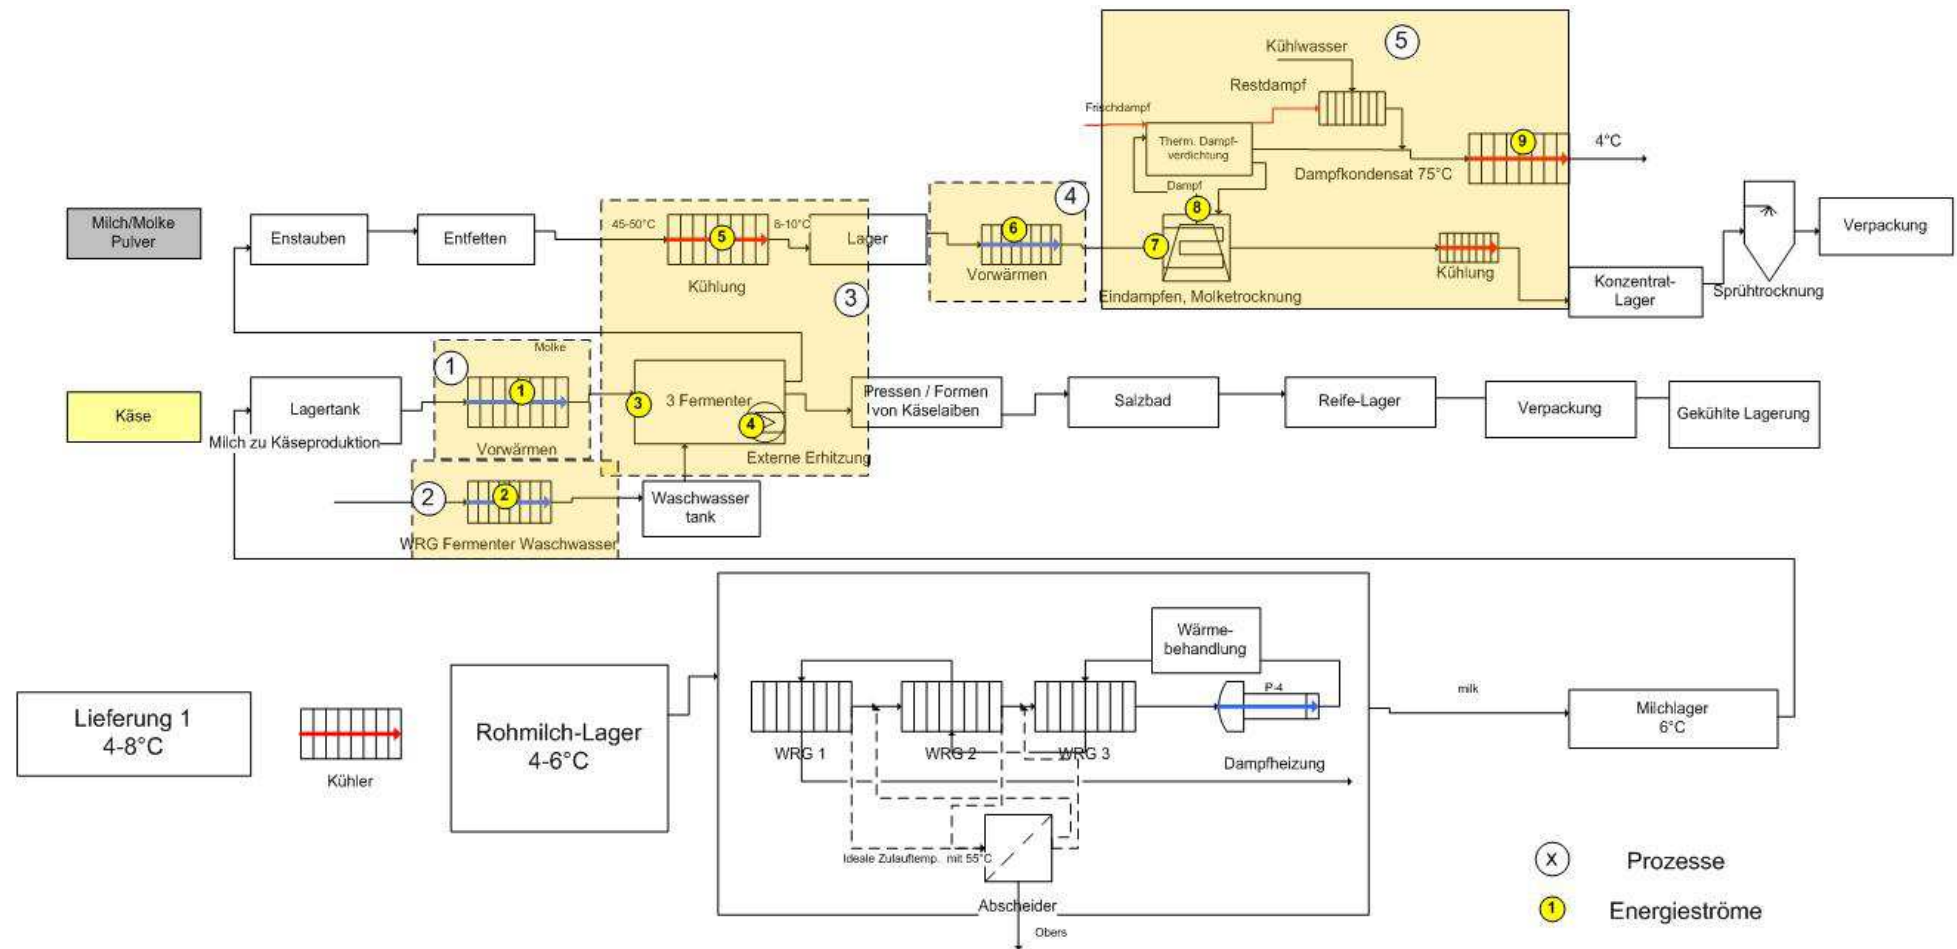 Kühlwasser
5
Restdampf
Frischdampf
Therm. Dampf-
verdichtung
9
4°C
Dampfkondensat 75°C
Dampf
4
8
Milch/Molke
Pulver
Enstauben
Entfetten
45-50°C
5
8-10°C
Kühlung
Lager
6
Vorwärmen
7
Eindampfen, Molketrocknung
Kühlung
Konzentrat-
Lager
Sprühtrocknung
Verpackung
3
Molke
1
Käse
Lagertank
Milch zu Käseproduktion
1
Vorwärmen
3
3 Fermenter
4
Externe Erhitzung
Pressen / Formen
von Käselaiben
Salzbad
Reife-Lager
Verpackung
Gekühlte Lagerung
2
2
WRG Fermenter Waschwasser
Waschwasser
tank
Lieferung 1
4-8°C
Kühler
Rohmilch-Lager
4-6°C
Wärme-
behandlung
P-4
WRG 1
WRG 2
WRG 3
Dampfheizung
milk
Milchlager
6°C
Ideale Zulauftemp. mit 55°C
Abscheider
Obers
X
Prozesse
1
Energieströme